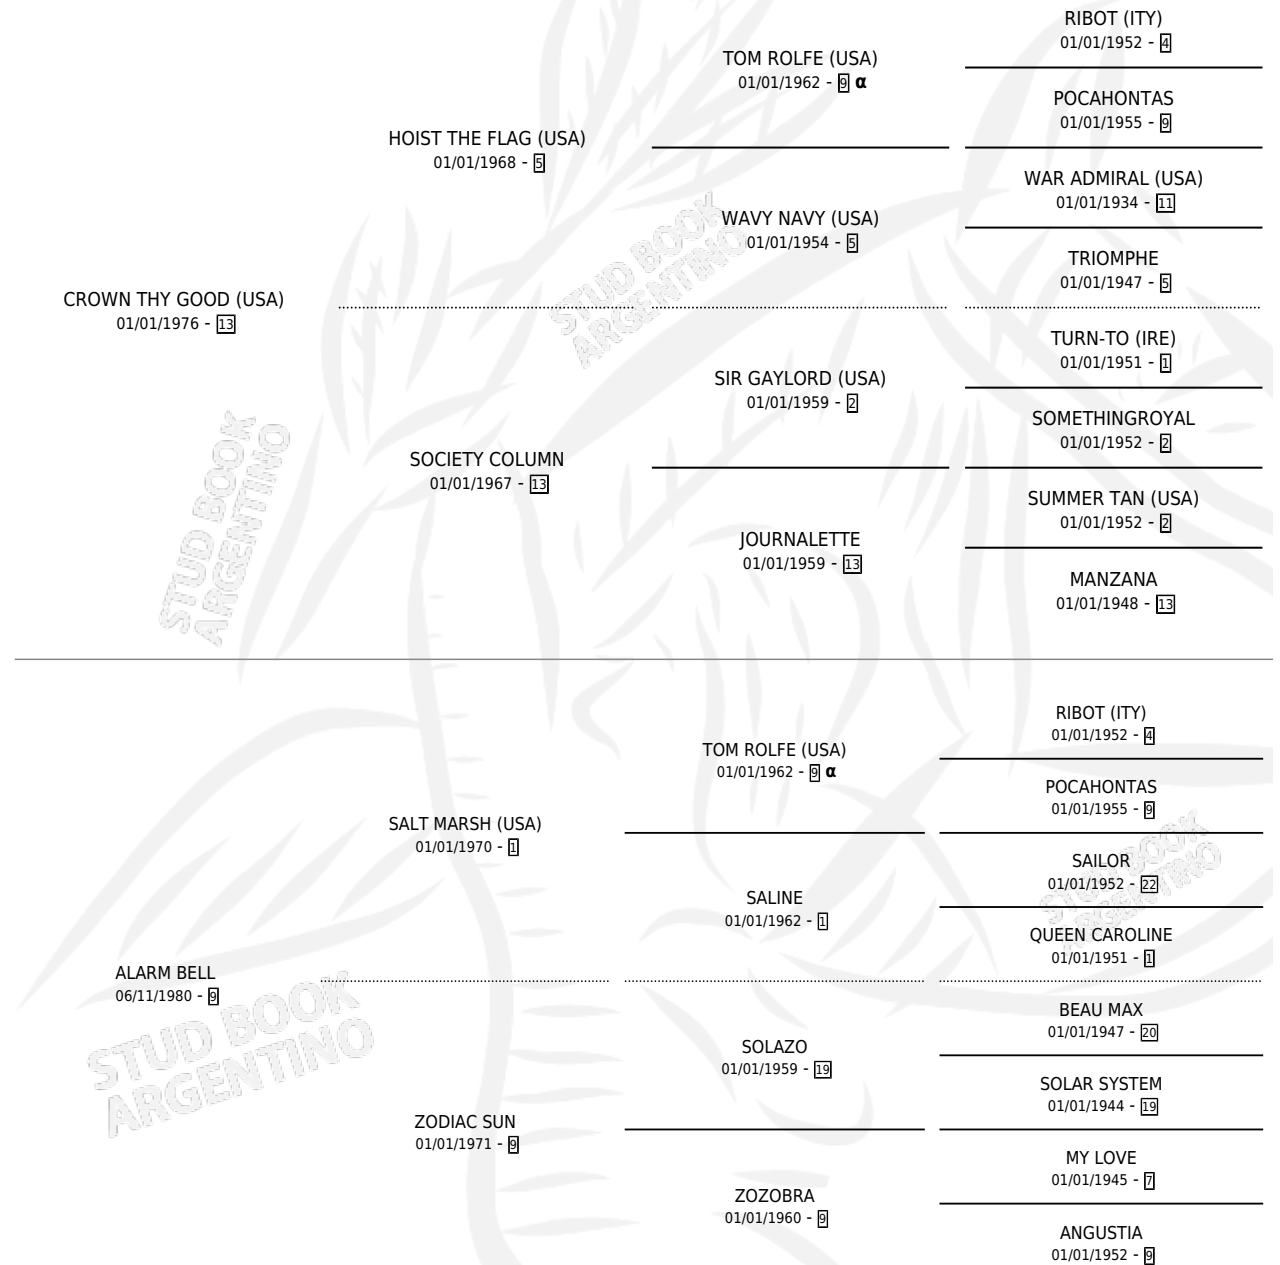 RIBOT (ITY)
01/01/1952 - 4
TOM ROLFE (USA)
01/01/1962 - 9 α
POCAHONTAS
01/01/1955 - 9
HOIST THE FLAG (USA)
01/01/1968 - 5
WAR ADMIRAL (USA)
01/01/1934 - 11
WAVY NAVY (USA)
01/01/1954 - 5
TRIOMPHE
01/01/1947 - 5
CROWN THY GOOD (USA)
01/01/1976 - 13
TURN-TO (IRE)
01/01/1951 - 1
SIR GAYLORD (USA)
01/01/1959 - 2
SOMETHINGROYAL
01/01/1952 - 2
SOCIETY COLUMN
01/01/1967 - 13
SUMMER TAN (USA)
01/01/1952 - 2
JOURNALETTE
01/01/1959 - 13
MANZANA
01/01/1948 - 13
STUD BOOK
ARGENTINO
STUD BOOK
ARGENTINO
RIBOT (ITY)
01/01/1952 - 4
TOM ROLFE (USA)
01/01/1962 - 9 α
POCAHONTAS
01/01/1955 - 9
SALT MARSH (USA)
01/01/1970 - 1
SAILOR
01/01/1952 - 22
SALINE
01/01/1962 - 1
QUEEN CAROLINE
01/01/1951 - 1
STUD BOOK
ARGENTINO
ALARM BELL
06/11/1980 - 9
BEAU MAX
01/01/1947 - 20
SOLAZO
01/01/1959 - 19
SOLAR SYSTEM
01/01/1944 - 19
ZODIAC SUN
01/01/1971 - 9
MY LOVE
01/01/1945 - 7
ZOZOBRA
01/01/1960 - 9
ANGUSTIA
01/01/1952 - 9
STUD BOOK
ARGENTINO